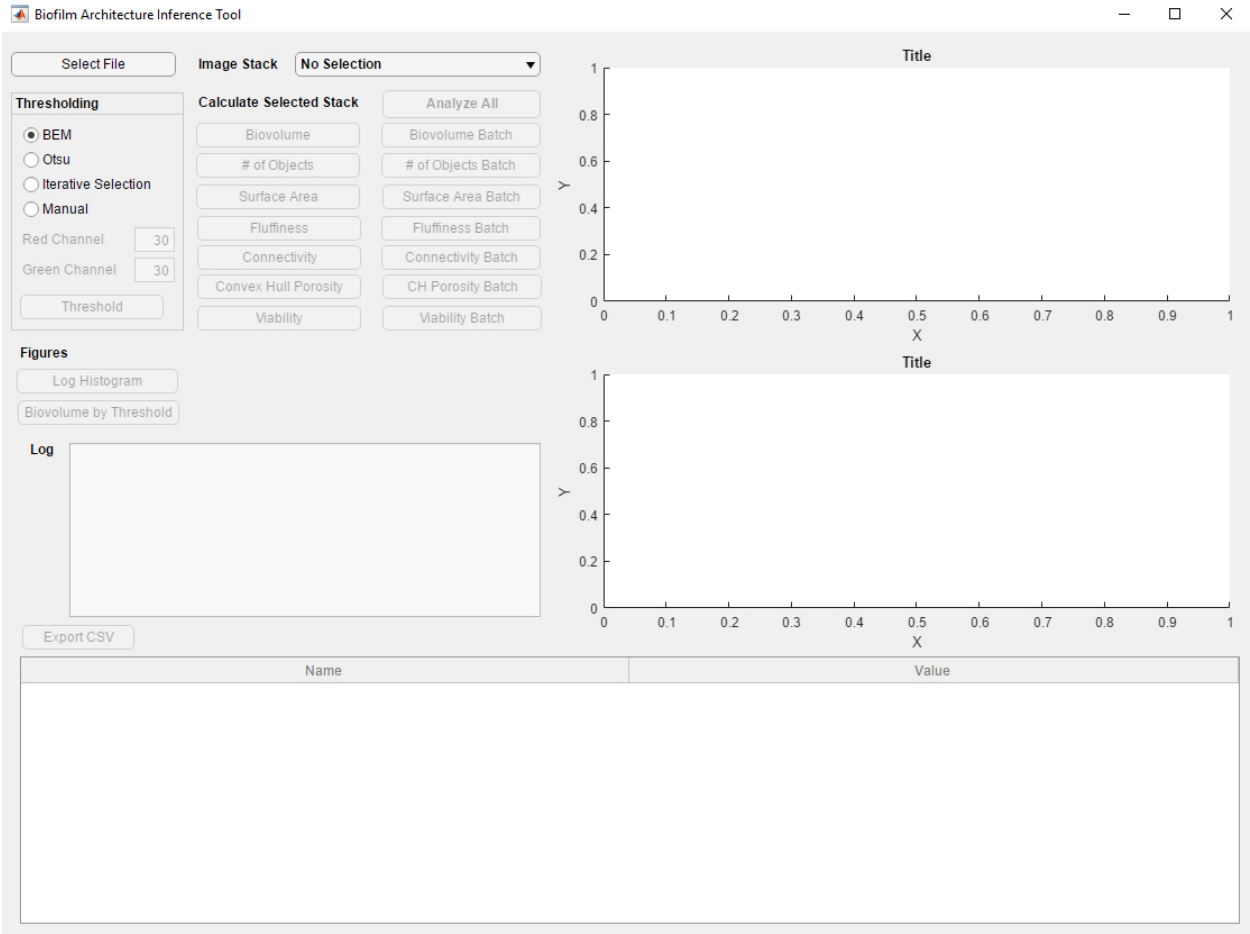 Biofilm Architecture Inference Tool
Select File
Image Stack
No Selection
Thresholding
BEM
Otsu
Iterative Selection
Manual
Red Channel 30
Green Channel 30
Threshold
Calculate Selected Stack
Analyze All
Biovolume
Biovolume Batch
# of Objects
# of Objects Batch
Surface Area
Surface Area Batch
Fluffiness
Fluffiness Batch
Connectivity
Connectivity Batch
Convex Hull Porosity
CH Porosity Batch
Viability
Viability Batch
Figures
Log Histogram
Biovolume by Threshold
Log
Export CSV
Title
1
0.8
0.6
0.4
0.2
0
Y
0 0.1 0.2 0.3 0.4 0.5 0.6 0.7 0.8 0.9 1
X
Title
1
0.8
0.6
0.4
0.2
0
Y
0 0.1 0.2 0.3 0.4 0.5 0.6 0.7 0.8 0.9 1
X
Name Value